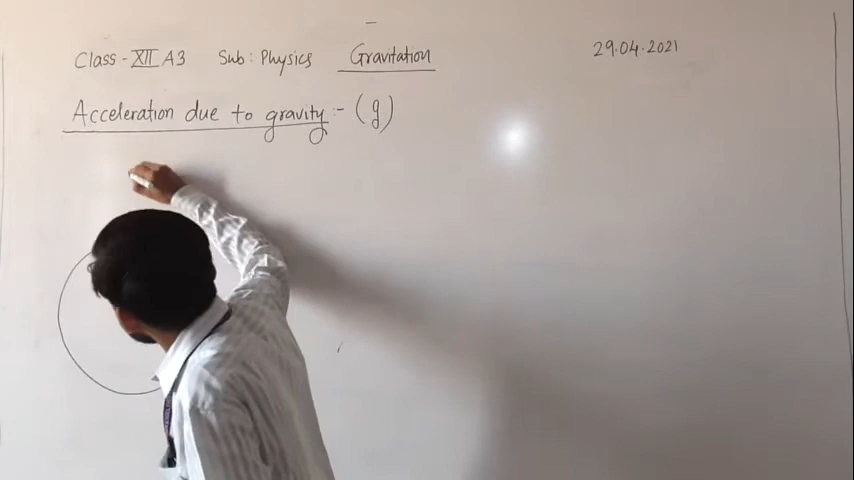 Class - XII A3 Sub : Physics Gravitation 29.04.2021
Acceleration due to gravity :- (g)